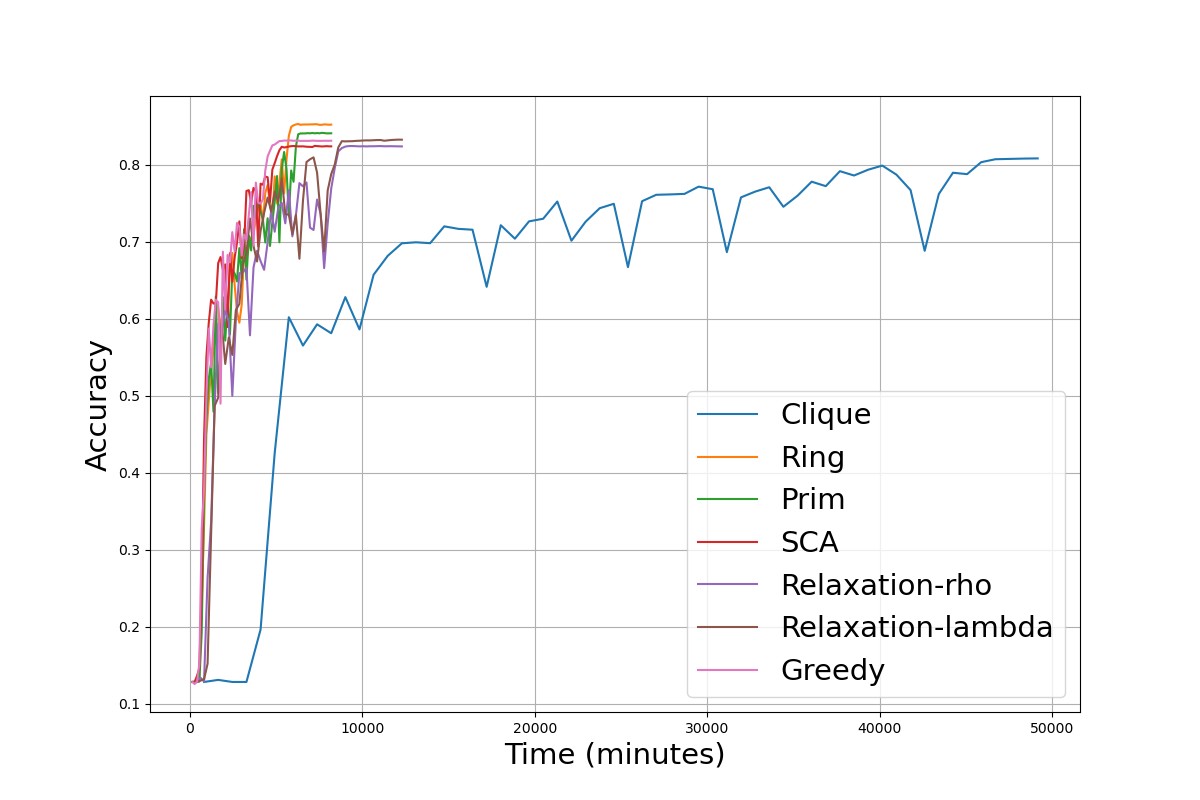 0.8
0.7
0.6
0.5
0.4
0.3
0.2
0.1
Accuracy
0
10000
20000
30000
40000
50000
Time (minutes)
Clique
Ring
Prim
SCA
Relaxation-rho
Relaxation-lambda
Greedy